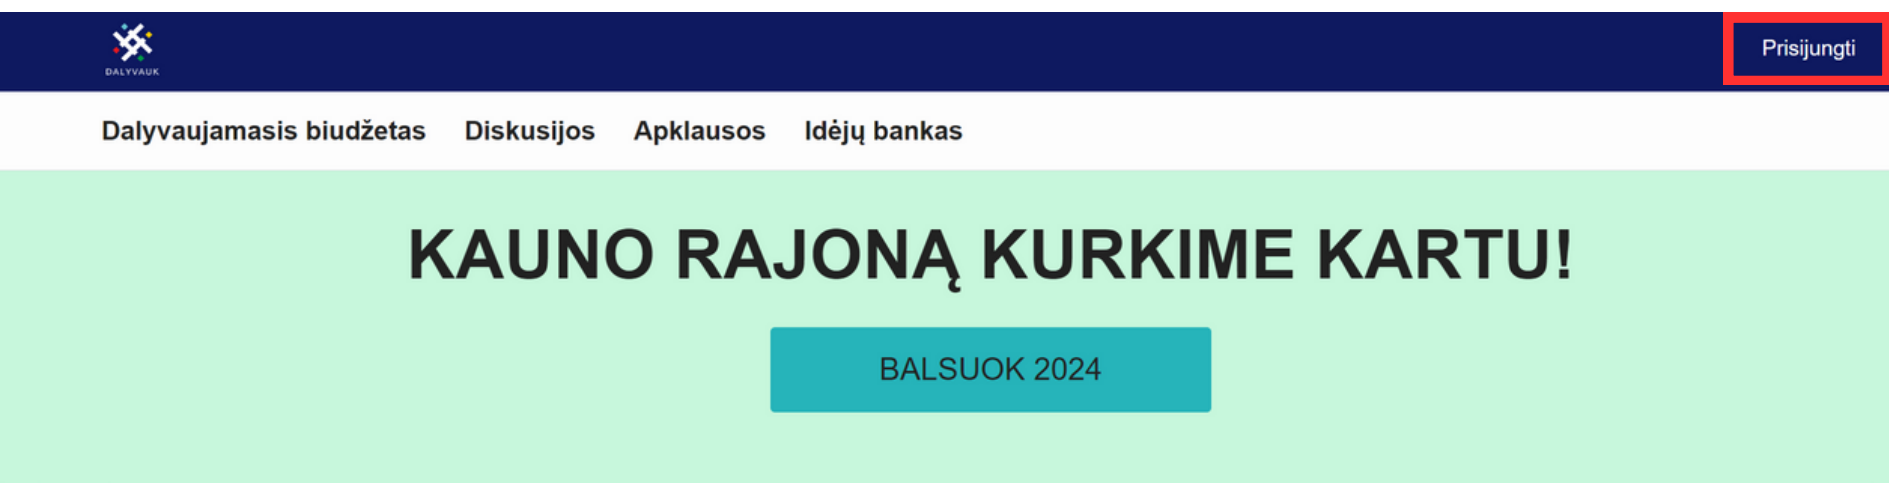 DALYVAUK
Prisijungti
Dalyvaujamasis biudžetas Diskusijos Apklausos Idėjų bankas
KAUNO RAJONĄ KURKIME KARTU!
BALSUOK 2024